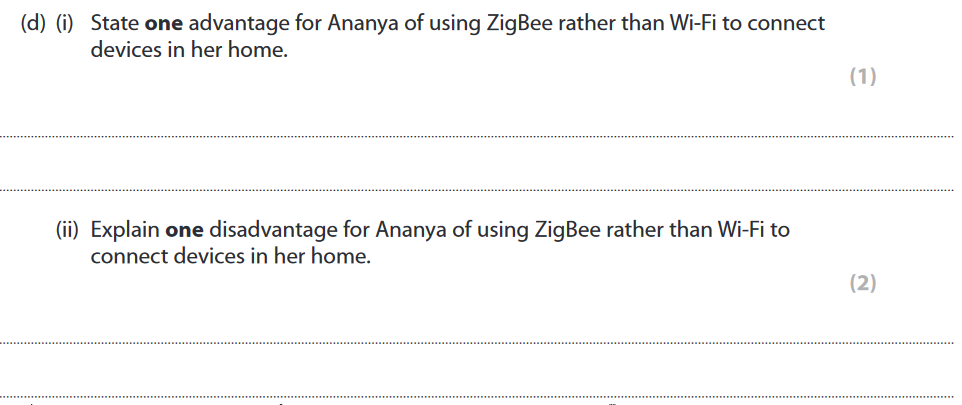 (d) (i) State one advantage for Ananya of using ZigBee rather than Wi-Fi to connect
devices in her home.
(1)
(ii) Explain one disadvantage for Ananya of using ZigBee rather than Wi-Fi to
connect devices in her home.
(2)